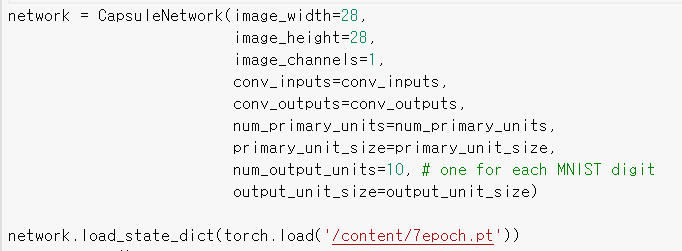 network = CapsuleNetwork(image_width=28,
image_height=28,
image_channels=1,
conv_inputs=conv_inputs,
conv_outputs=conv_outputs,
num_primary_units=num_primary_units,
primary_unit_size=primary_unit_size,
num_output_units=10, # one for each MNIST digit
output_unit_size=output_unit_size)
network.load_state_dict(torch.load('/content/7epoch.pt'))